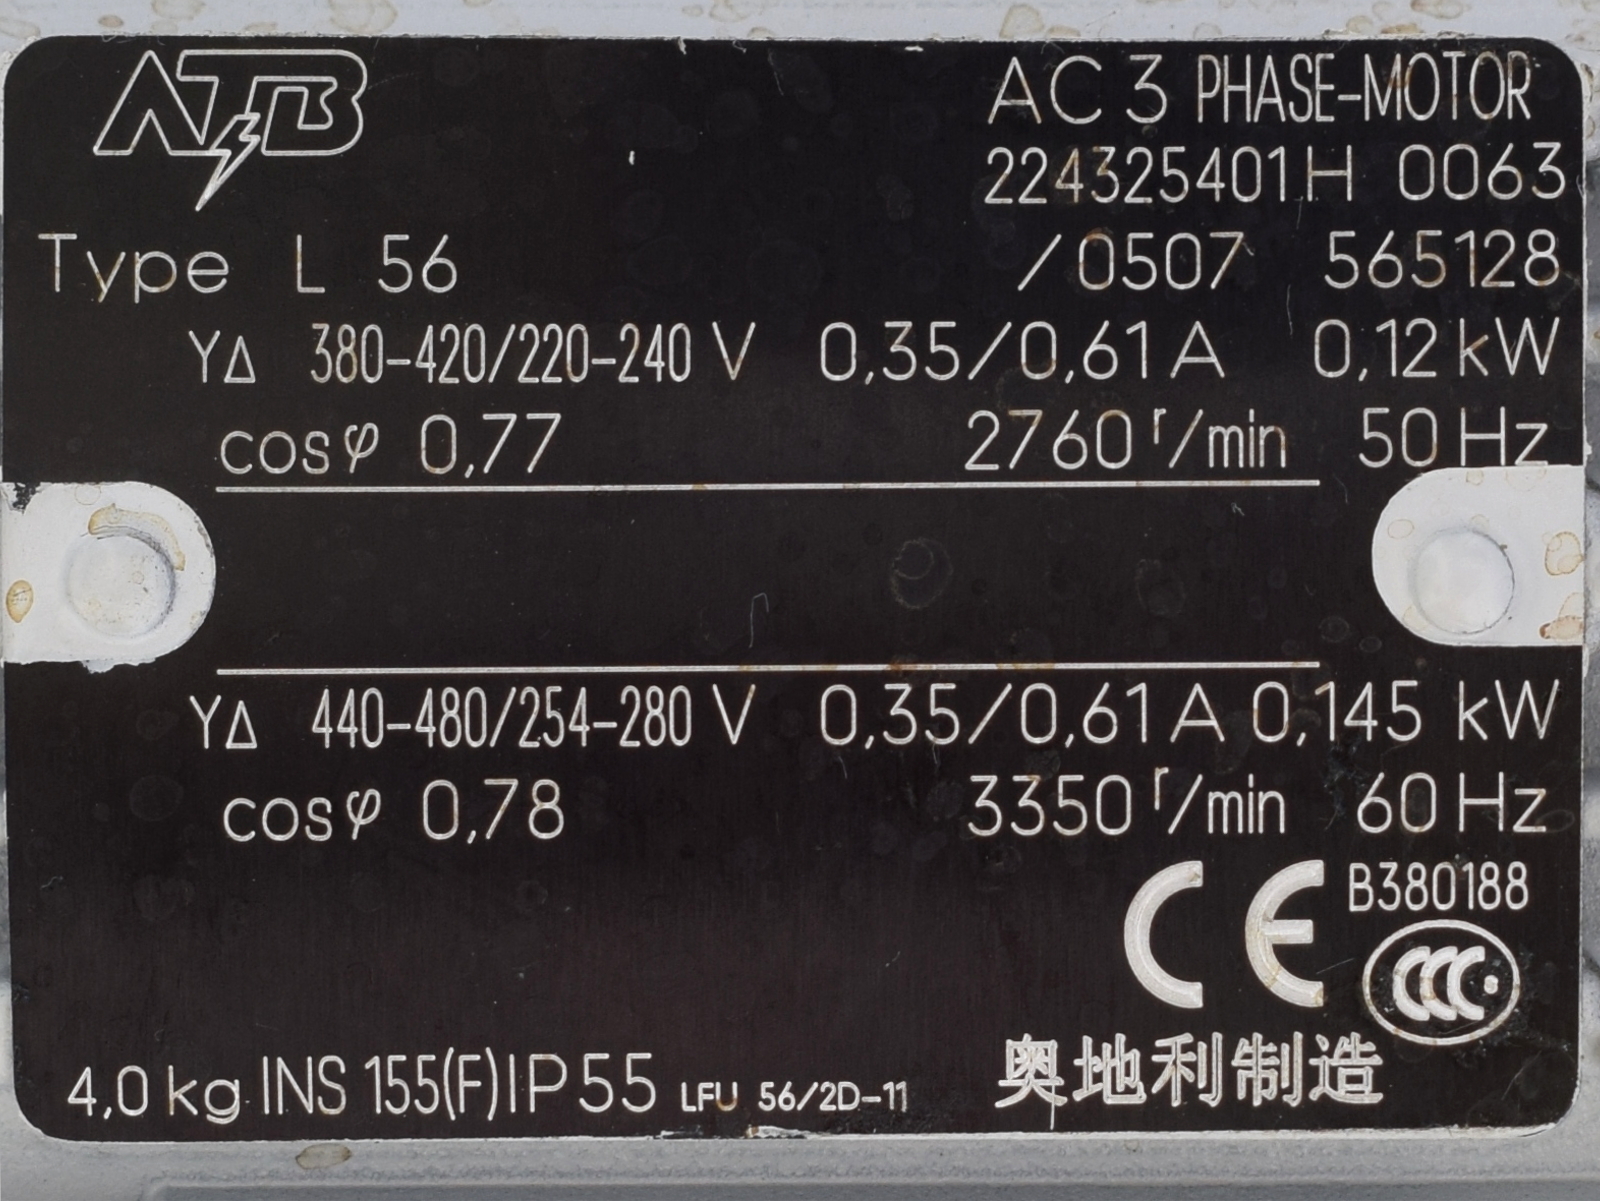 ATB
AC 3 PHASE-MOTOR
224325401 H 0063
Type L 56 /0507 565128
Y∆ 380-420/220-240 V 0,35/0,61 A 0,12 kW
cosφ 0,77 2760 r/min 50 Hz
Y∆ 440-480/254-280 V 0,35/0,61 A 0,145 kW
cosφ 0,78 3350 r/min 60 Hz
CE B380188
CCC
4,0 kg INS 155(F) IP 55 LFU 56/2D-11 奥地利制造